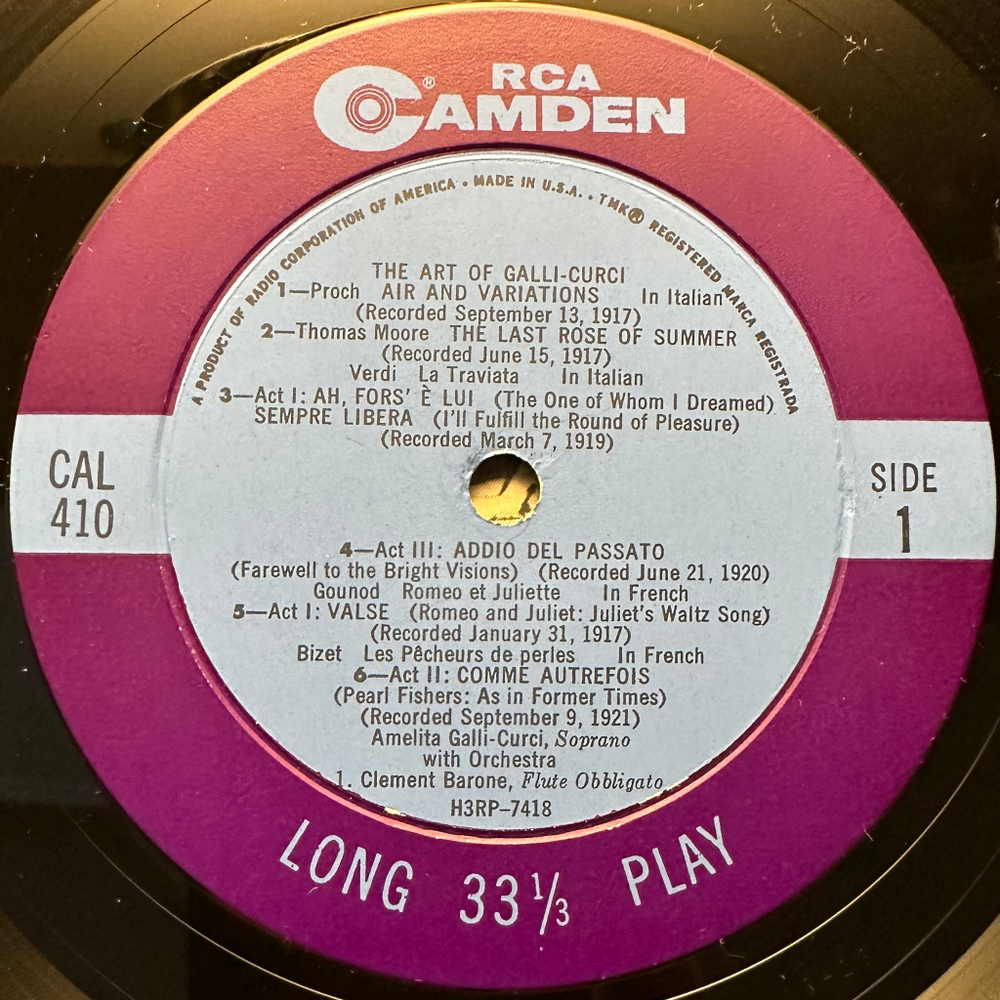 RCA
CAMDEN®
A PRODUCT OF RADIO CORPORATION OF AMERICA • MADE IN U.S.A. • TMK® REGISTERED MARCA REGISTRADA
THE ART OF GALLI-CURCI
1—Proch AIR AND VARIATIONS In Italian
(Recorded September 13, 1917)
2—Thomas Moore THE LAST ROSE OF SUMMER
(Recorded June 15, 1917)
Verdi La Traviata In Italian
3—Act I: AH, FORS' È LUI (The One of Whom I Dreamed)
SEMPRE LIBERA (I'll Fulfill the Round of Pleasure)
(Recorded March 7, 1919)
CAL
410
SIDE
1
4—Act III: ADDIO DEL PASSATO
(Farewell to the Bright Visions) (Recorded June 21, 1920)
Gounod Romeo et Juliette In French
5—Act I: VALSE (Romeo and Juliet: Juliet's Waltz Song)
(Recorded January 31, 1917)
Bizet Les Pêcheurs de perles In French
6—Act II: COMME AUTREFOIS
(Pearl Fishers: As in Former Times)
(Recorded September 9, 1921)
Amelita Galli-Curci, Soprano
with Orchestra
1. Clement Barone, Flute Obbligato
H3RP-7418
LONG 33 1/3 PLAY